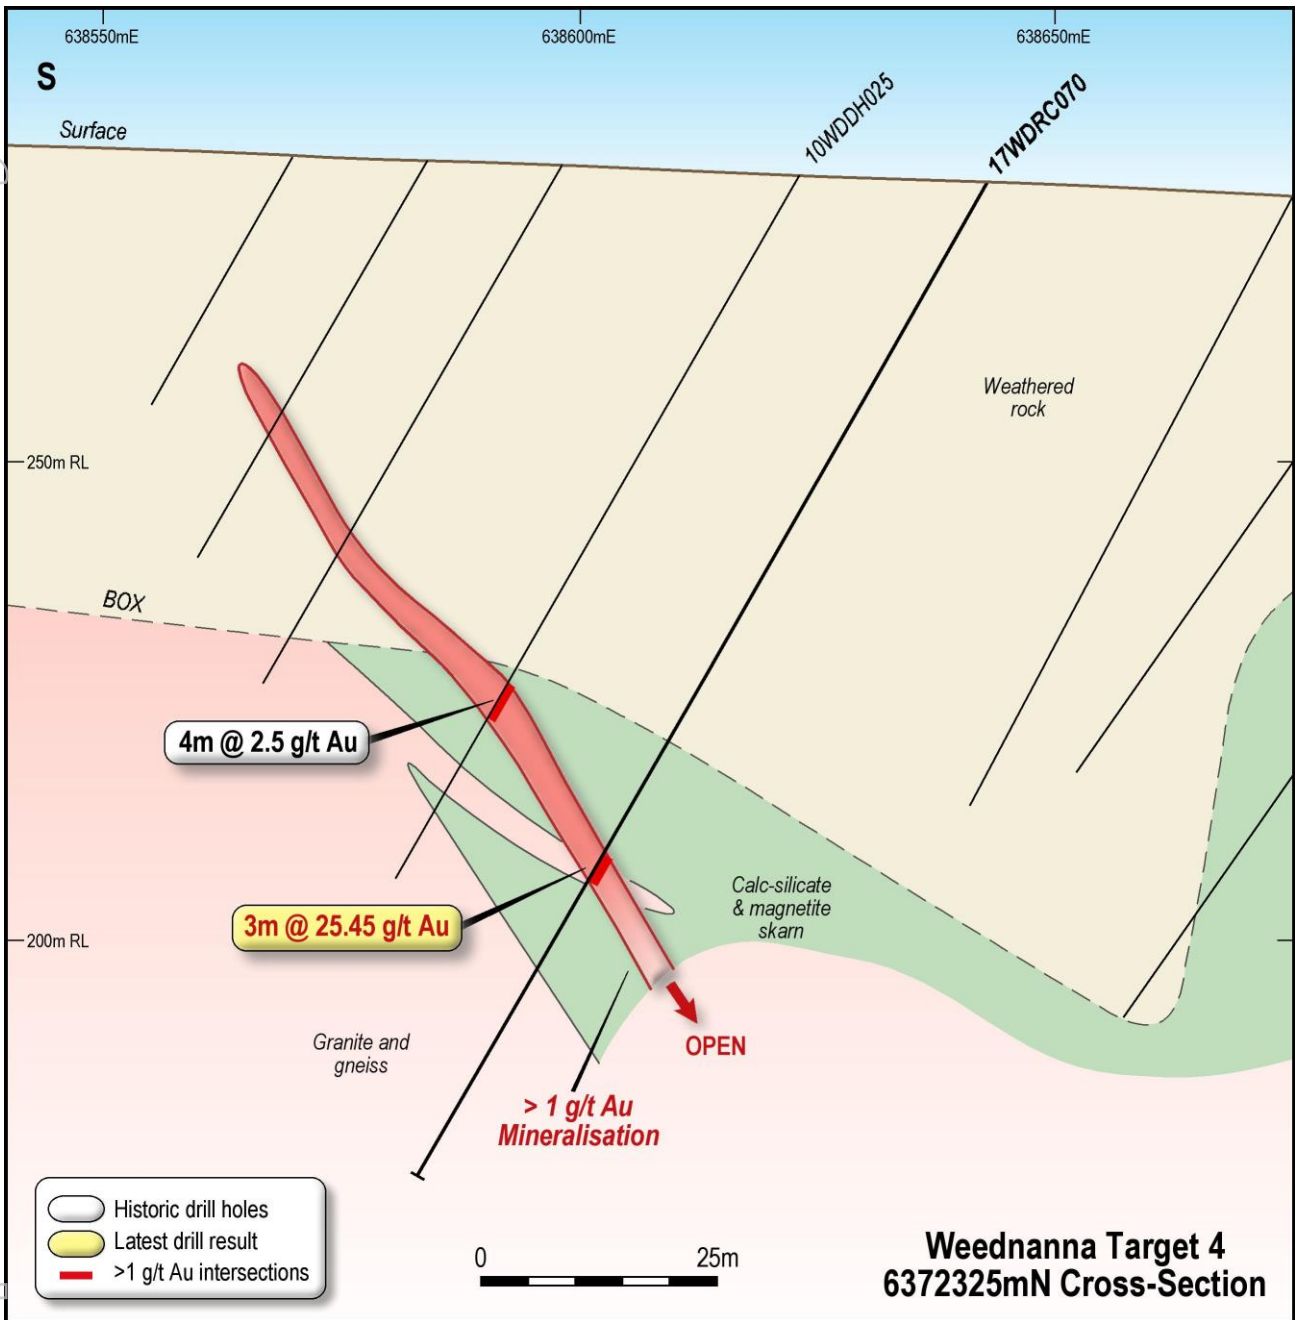 638550mE
638600mE
638650mE
S
Surface
10WDDH025
17WDRC070
Weathered
rock
250m RL
BOX
4m @ 2.5 g/t Au
Calc-silicate
& magnetite
skarn
3m @ 25.45 g/t Au
200m RL
Granite and
gneiss
OPEN
> 1 g/t Au
Mineralisation
Historic drill holes
Latest drill result
>1 g/t Au intersections
0
25m
Weednanna Target 4
6372325mN Cross-Section